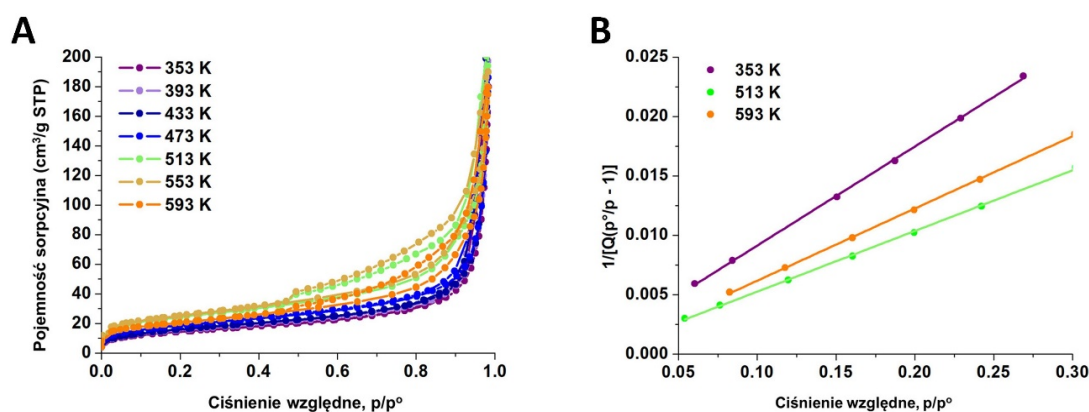 A
Pojemność sorpcyjna (cm³/g STP)
200
180
160
140
120
100
80
60
40
20
0
353 K
393 K
433 K
473 K
513 K
553 K
593 K
0.0
0.2
0.4
0.6
0.8
1.0
Ciśnienie względne, p/pᵒ
B
1/[Q(p°/p - 1)]
0.025
0.020
0.015
0.010
0.005
0.000
353 K
513 K
593 K
0.05
0.10
0.15
0.20
0.25
0.30
Ciśnienie względne, p/pᵒ